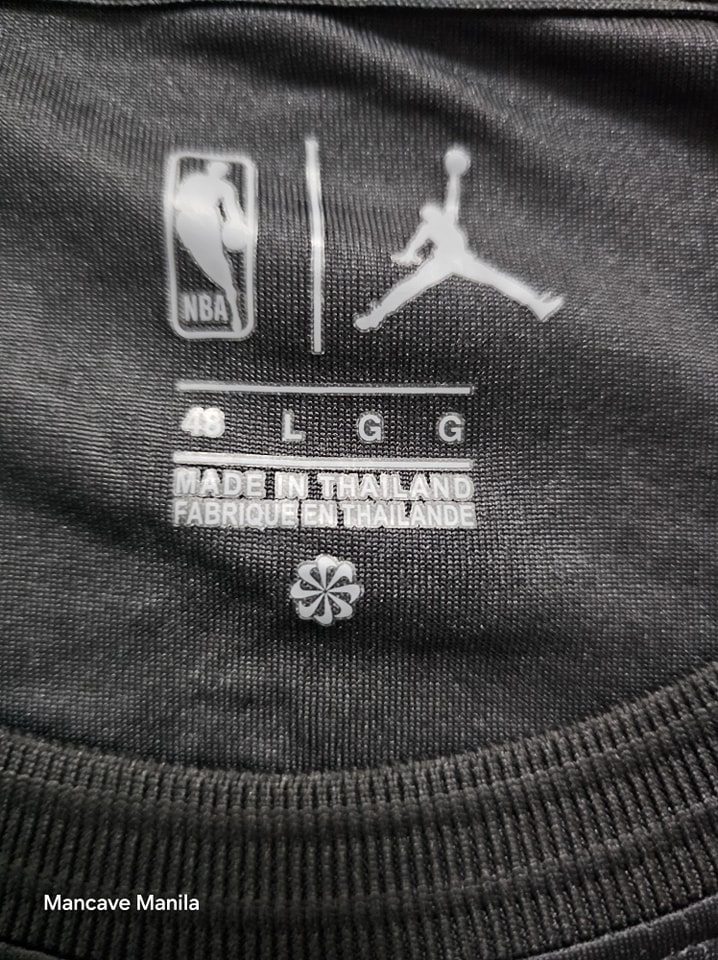 NBA
48 L G G
MADE IN THAILAND
FABRIQUE EN THAILANDE
Mancave Manila